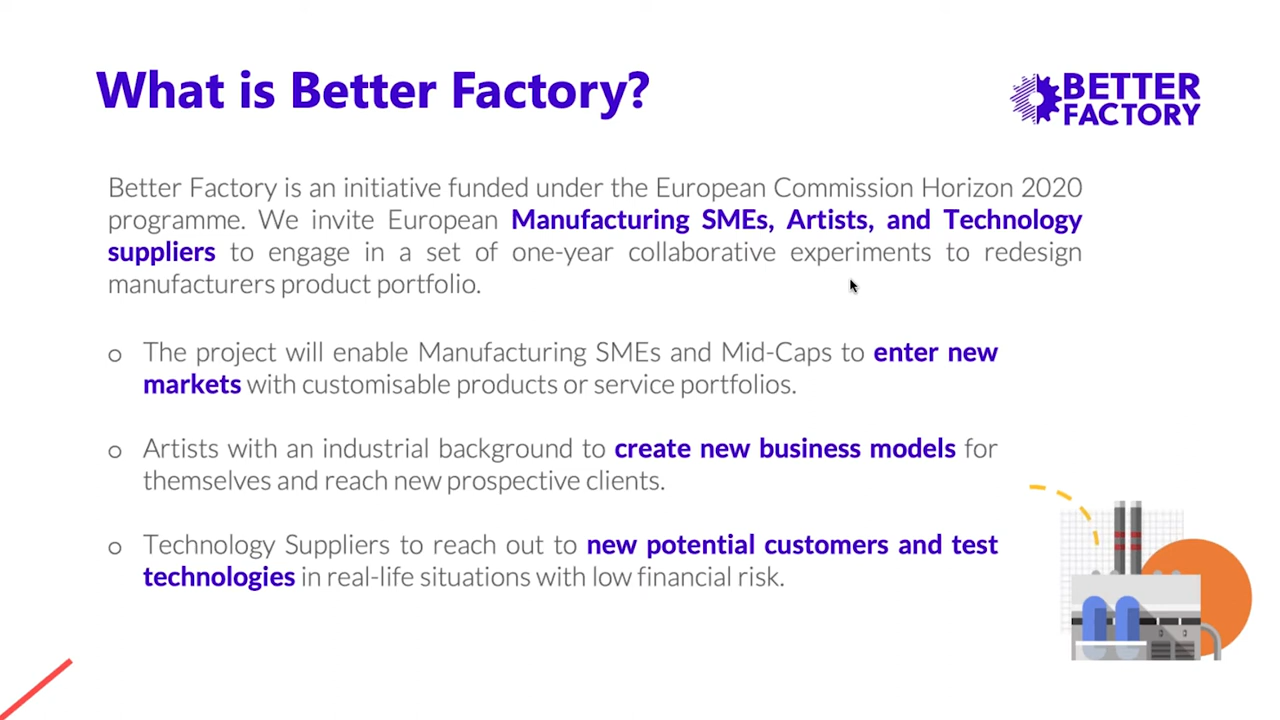 What is Better Factory?
BETTER
FACTORY
Better Factory is an initiative funded under the European Commission Horizon 2020
programme. We invite European Manufacturing SMEs, Artists, and Technology
suppliers to engage in a set of one-year collaborative experiments to redesign
manufacturers product portfolio.
o The project will enable Manufacturing SMEs and Mid-Caps to enter new
markets with customisable products or service portfolios.
o Artists with an industrial background to create new business models for
themselves and reach new prospective clients.
o Technology Suppliers to reach out to new potential customers and test
technologies in real-life situations with low financial risk.